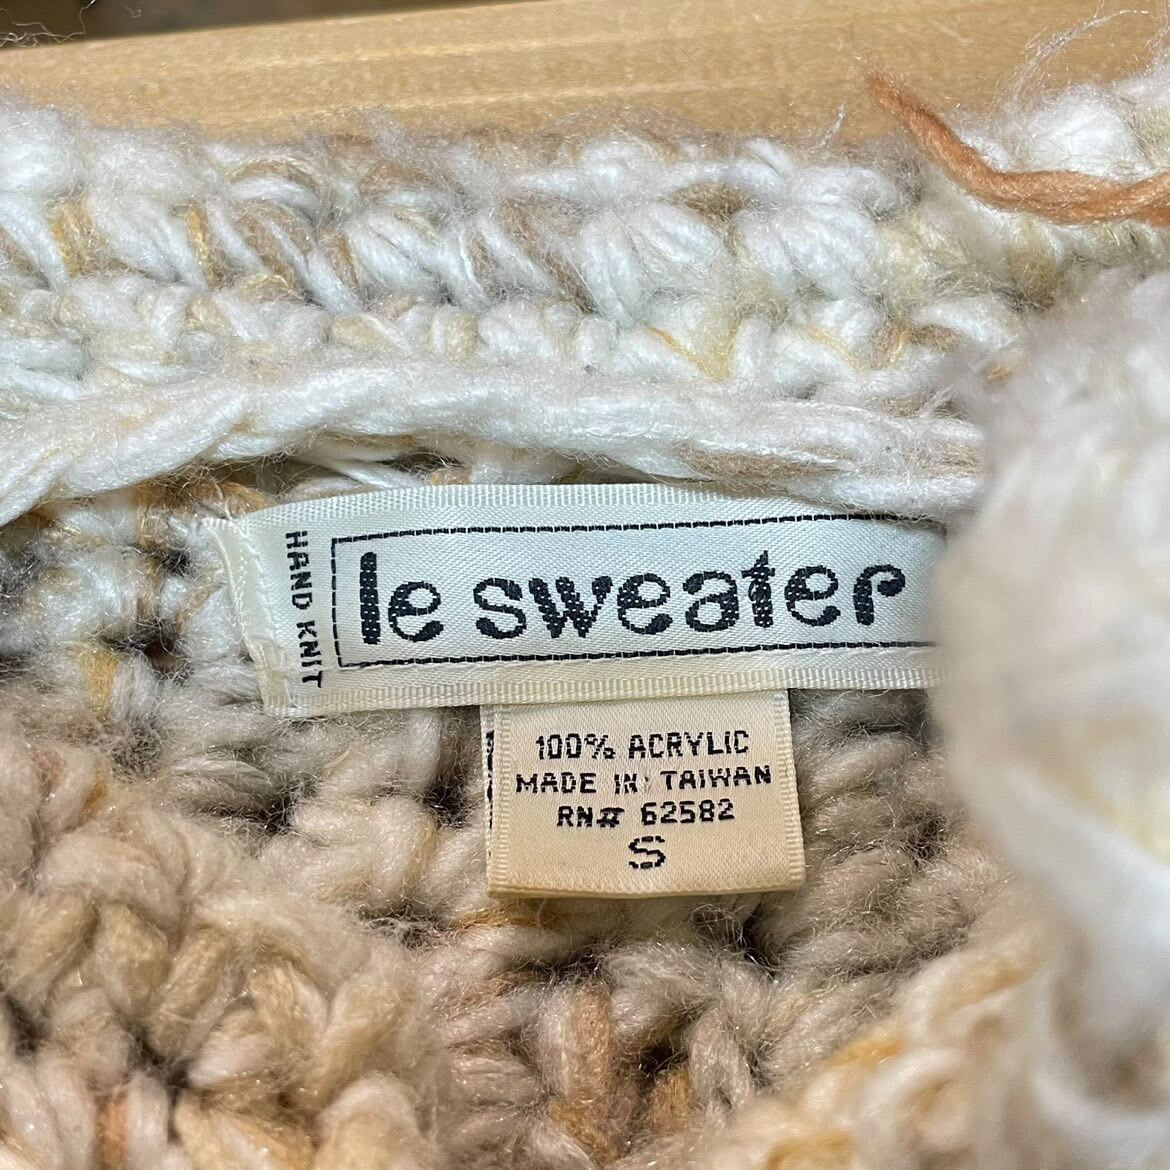 HAND KNIT
le sweater
100% ACRYLIC
MADE IN TAIWAN
RN# 62582
S